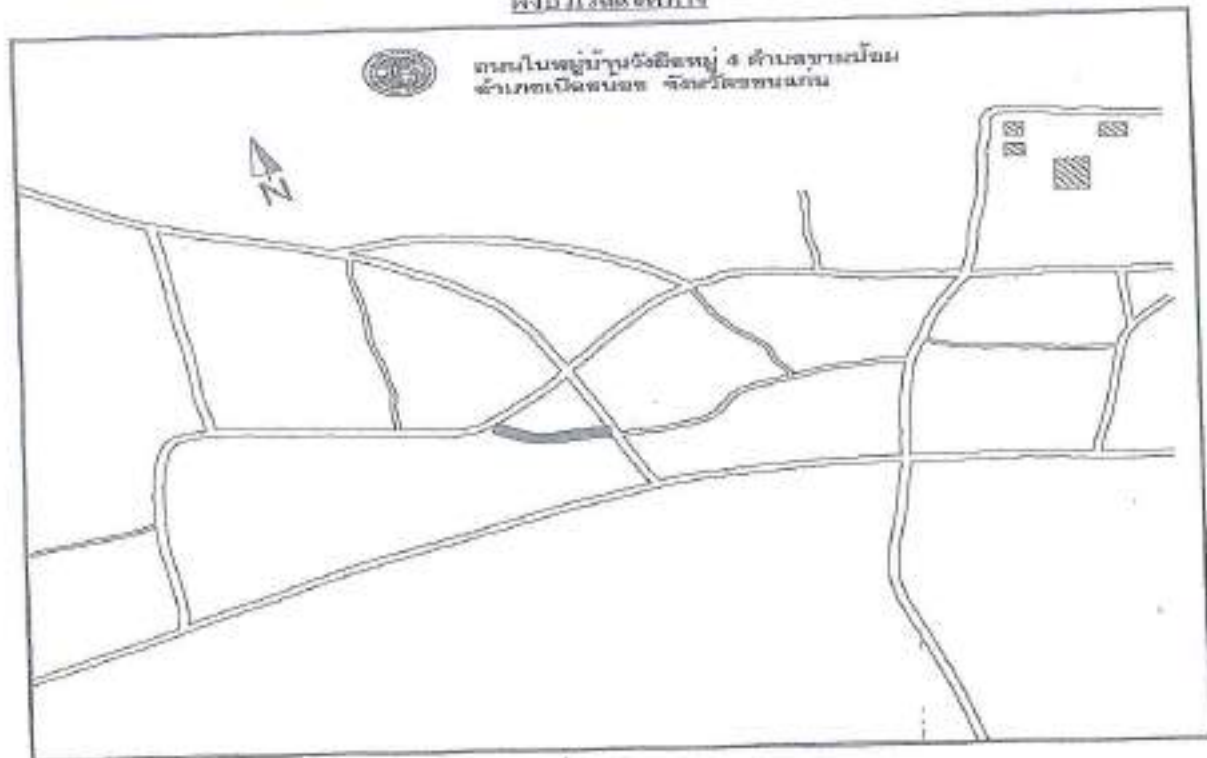 ถนนในหมู่บ้านวังยืดหมู่ 4 ตำบลขามป้อม
อำเภอเปือยน้อย จังหวัดขอนแก่น
N